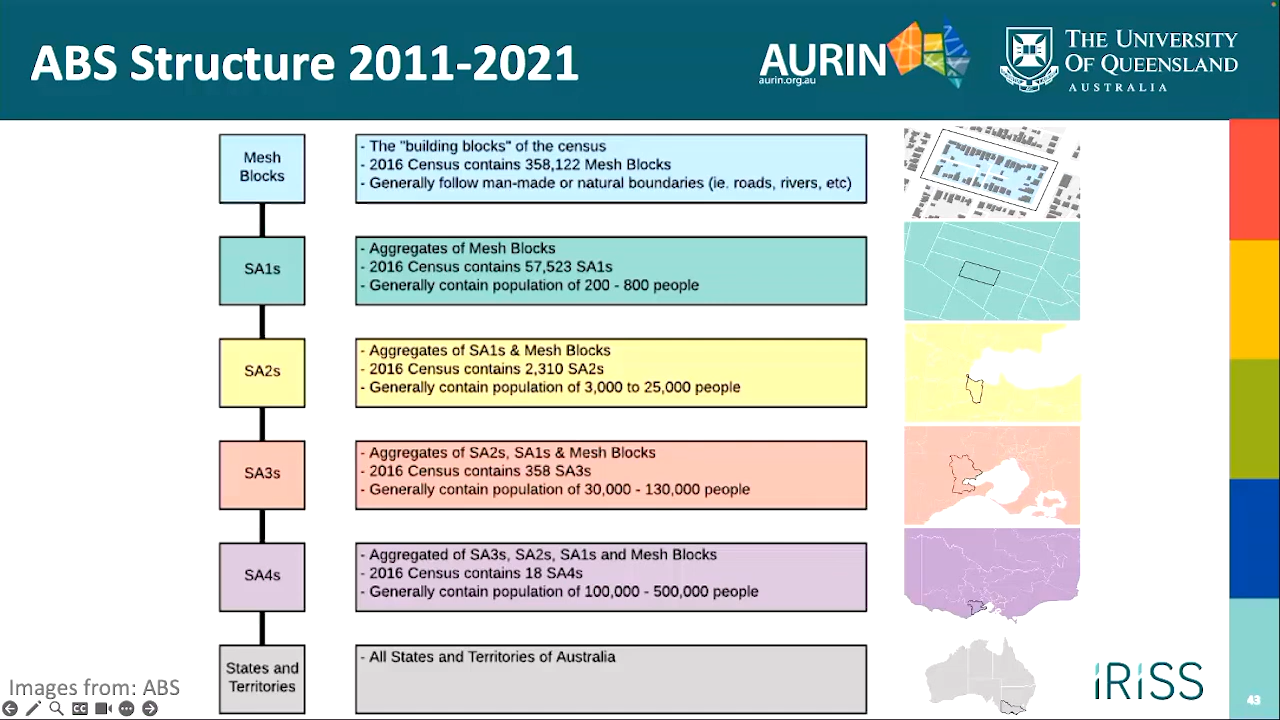 ABS Structure 2011-2021
AURIN
aurin.org.au
THE UNIVERSITY
OF QUEENSLAND
AUSTRALIA
Mesh
Blocks
- The "building blocks" of the census
- 2016 Census contains 358,122 Mesh Blocks
- Generally follow man-made or natural boundaries (ie. roads, rivers, etc)
SA1s
- Aggregates of Mesh Blocks
- 2016 Census contains 57,523 SA1s
- Generally contain population of 200 - 800 people
SA2s
- Aggregates of SA1s & Mesh Blocks
- 2016 Census contains 2,310 SA2s
- Generally contain population of 3,000 to 25,000 people
SA3s
- Aggregates of SA2s, SA1s & Mesh Blocks
- 2016 Census contains 358 SA3s
- Generally contain population of 30,000 - 130,000 people
SA4s
- Aggregated of SA3s, SA2s, SA1s and Mesh Blocks
- 2016 Census contains 18 SA4s
- Generally contain population of 100,000 - 500,000 people
States and
Territories
- All States and Territories of Australia
Images from: ABS
CC
iRiSS
43